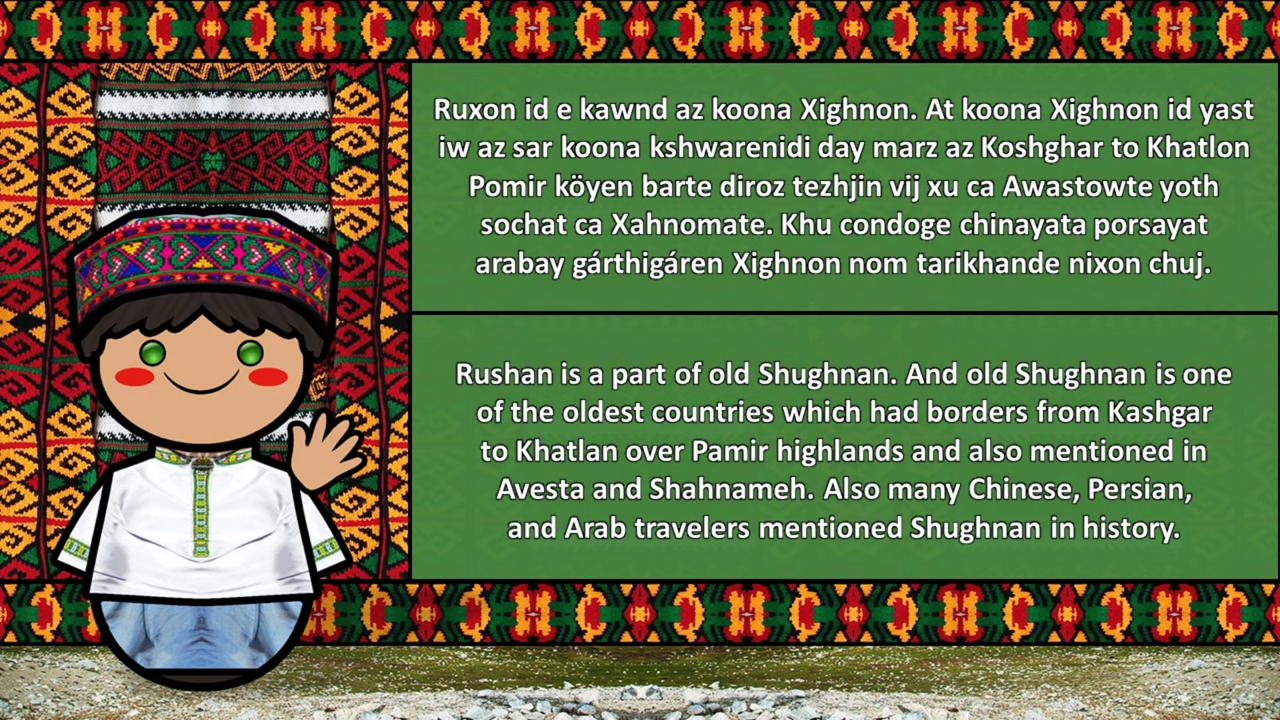 Ruxon id e kawnd az koona Xighnon. At koona Xighnon id yast
iw az sar koona kshwarenidi day marz az Koshghar to Khatlon
Pomir köyen barte diroz tezhjin vij xu ca Awastowte yoth
sochat ca Xahnomate. Khu condoge chinayata porsayat
arabay gárthigáren Xighnon nom tarikhande nixon chuj.
Rushan is a part of old Shughnan. And old Shughnan is one
of the oldest countries which had borders from Kashgar
to Khatlan over Pamir highlands and also mentioned in
Avesta and Shahnameh. Also many Chinese, Persian,
and Arab travelers mentioned Shughnan in history.